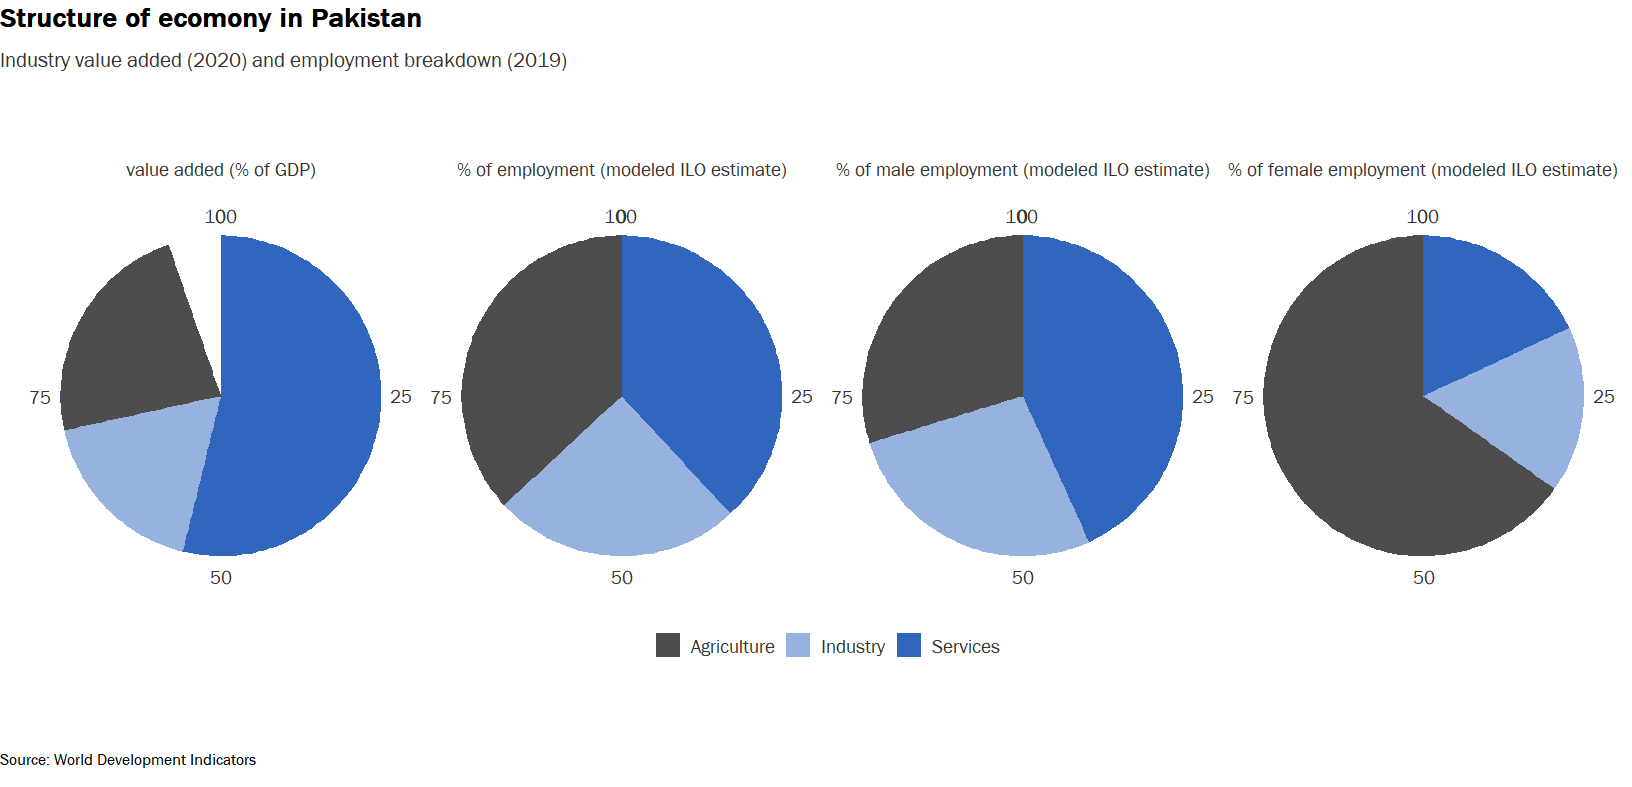 Structure of ecomony in Pakistan
Industry value added (2020) and employment breakdown (2019)
value added (% of GDP)
% of employment (modeled ILO estimate)
% of male employment (modeled ILO estimate)
% of female employment (modeled ILO estimate)
100
100
100
100
75
25
75
25
75
25
75
25
50
50
50
50
Agriculture
Industry
Services
Source: World Development Indicators